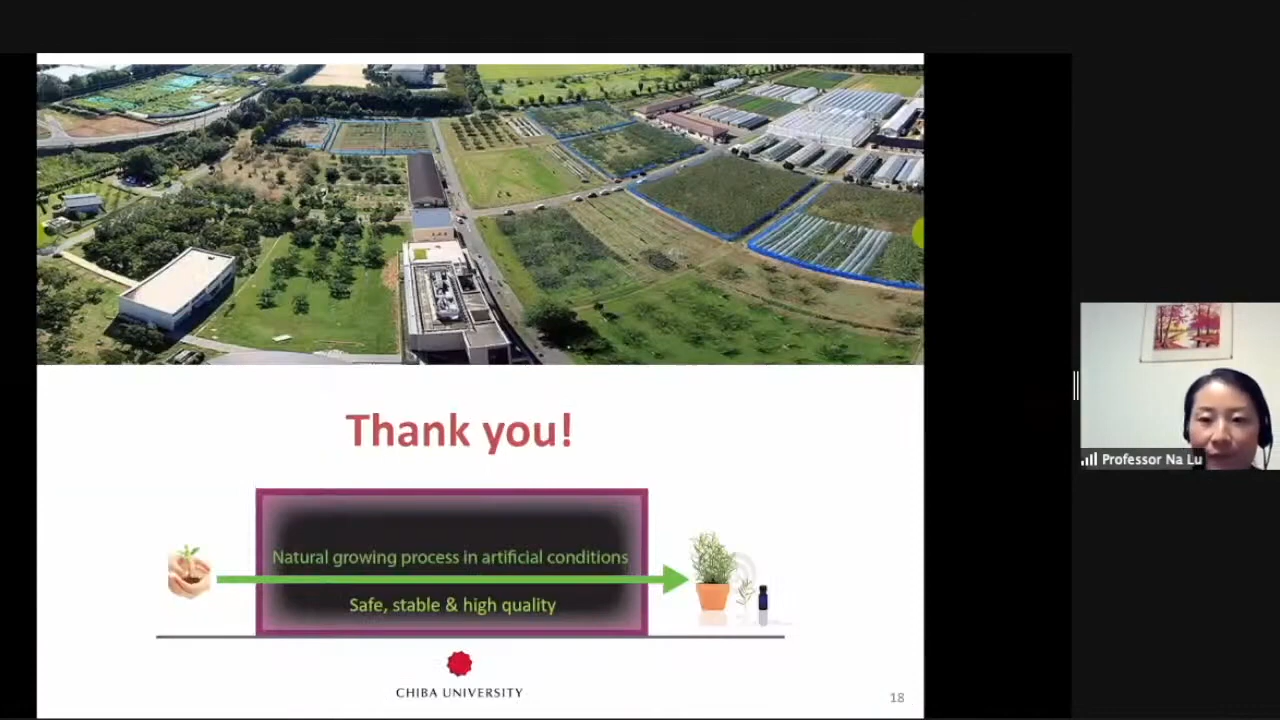 Thank you!
Natural growing process in artificial conditions
Safe, stable & high quality
CHIBA UNIVERSITY
18
Professor Na Lu